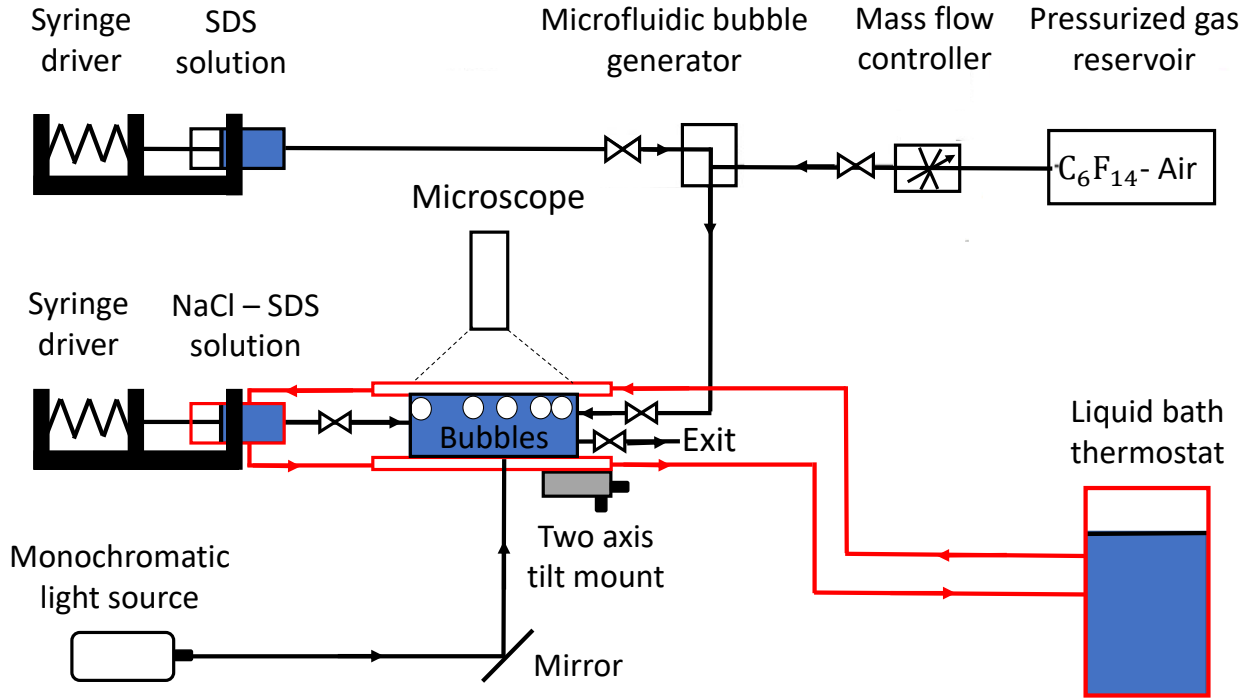 Syringe
driver
SDS
solution
Microfluidic bubble
generator
Mass flow
controller
Pressurized gas
reservoir
C₆F₁₄- Air
Microscope
Syringe
driver
NaCl – SDS
solution
Bubbles
Exit
Liquid bath
thermostat
Two axis
tilt mount
Monochromatic
light source
Mirror